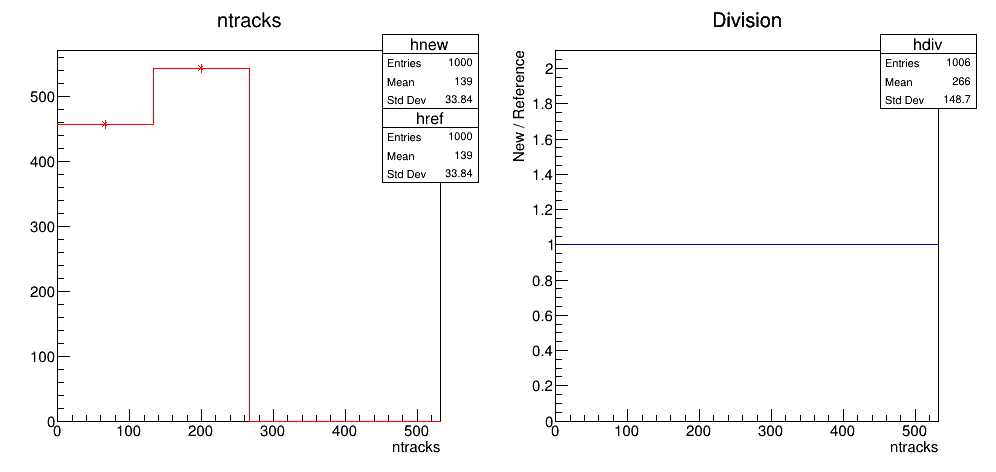 ntracks
hnew
Entries 1000
Mean 139
Std Dev 33.84
href
Entries 1000
Mean 139
Std Dev 33.84
500
400
300
200
100
0
0 100 200 300 400 500
ntracks
Division
hdiv
Entries 1006
Mean 266
Std Dev 148.7
New / Reference
2
1.8
1.6
1.4
1.2
1
0.8
0.6
0.4
0.2
0
0 100 200 300 400 500
ntracks